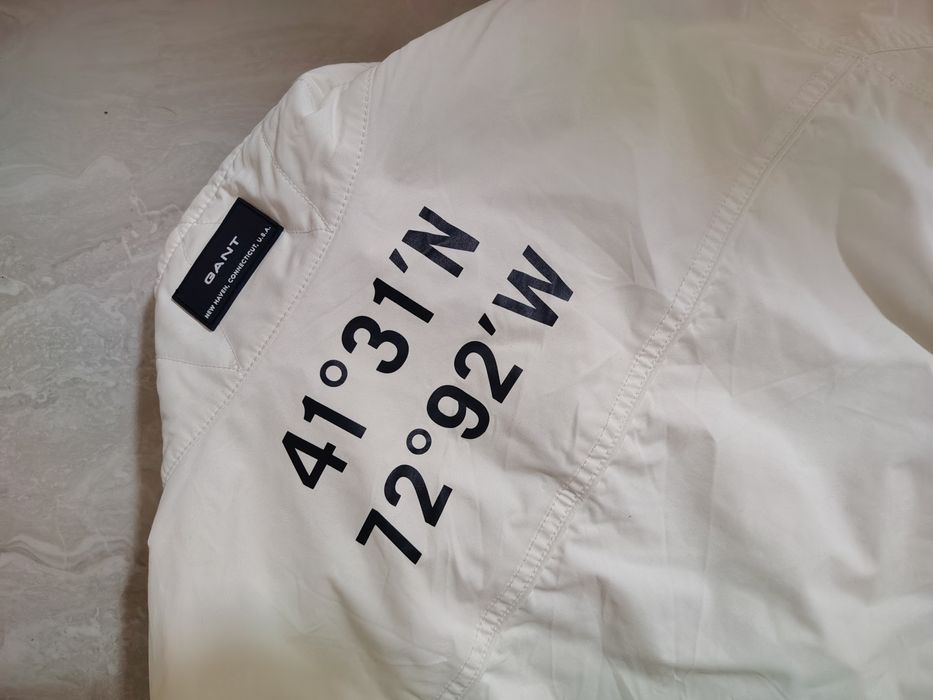 GANT
NEW HAVEN, CONNECTICUT, U.S.A.
41°31′N
72°92′W